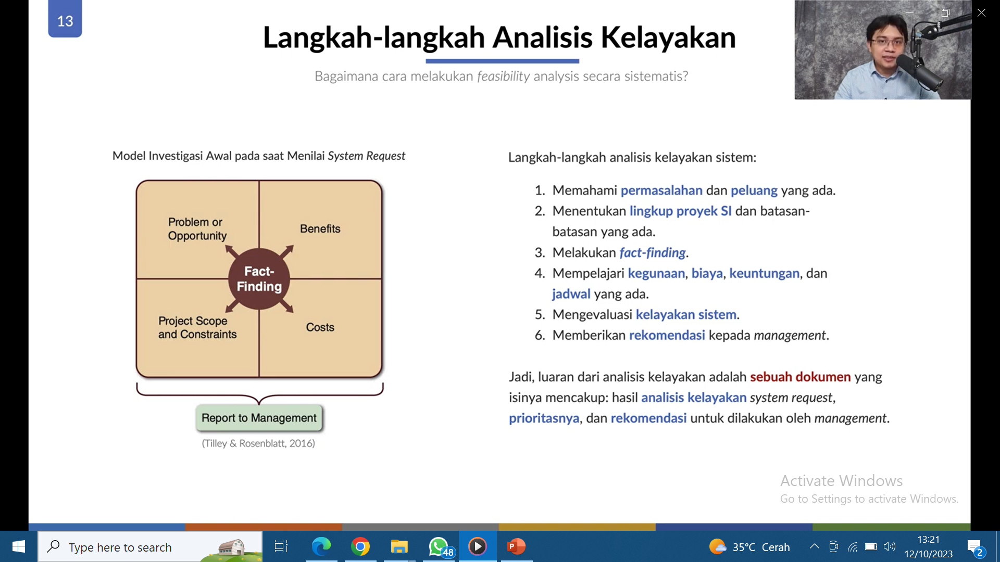 13
Langkah-langkah Analisis Kelayakan
Bagaimana cara melakukan feasibility analysis secara sistematis?
Model Investigasi Awal pada saat Menilai System Request
Problem or
Opportunity
Benefits
Fact-
Finding
Project Scope
and Constraints
Costs
Report to Management
(Tilley & Rosenblatt, 2016)
Langkah-langkah analisis kelayakan sistem:
1. Memahami permasalahan dan peluang yang ada.
2. Menentukan lingkup proyek SI dan batasan-
batasan yang ada.
3. Melakukan fact-finding.
4. Mempelajari kegunaan, biaya, keuntungan, dan
jadwal yang ada.
5. Mengevaluasi kelayakan sistem.
6. Memberikan rekomendasi kepada management.
Jadi, luaran dari analisis kelayakan adalah sebuah dokumen yang
isinya mencakup: hasil analisis kelayakan system request,
prioritasnya, dan rekomendasi untuk dilakukan oleh management.
Activate Windows
Go to Settings to activate Windows.
Type here to search
48
P
35°C Cerah
13:21
12/10/2023
2